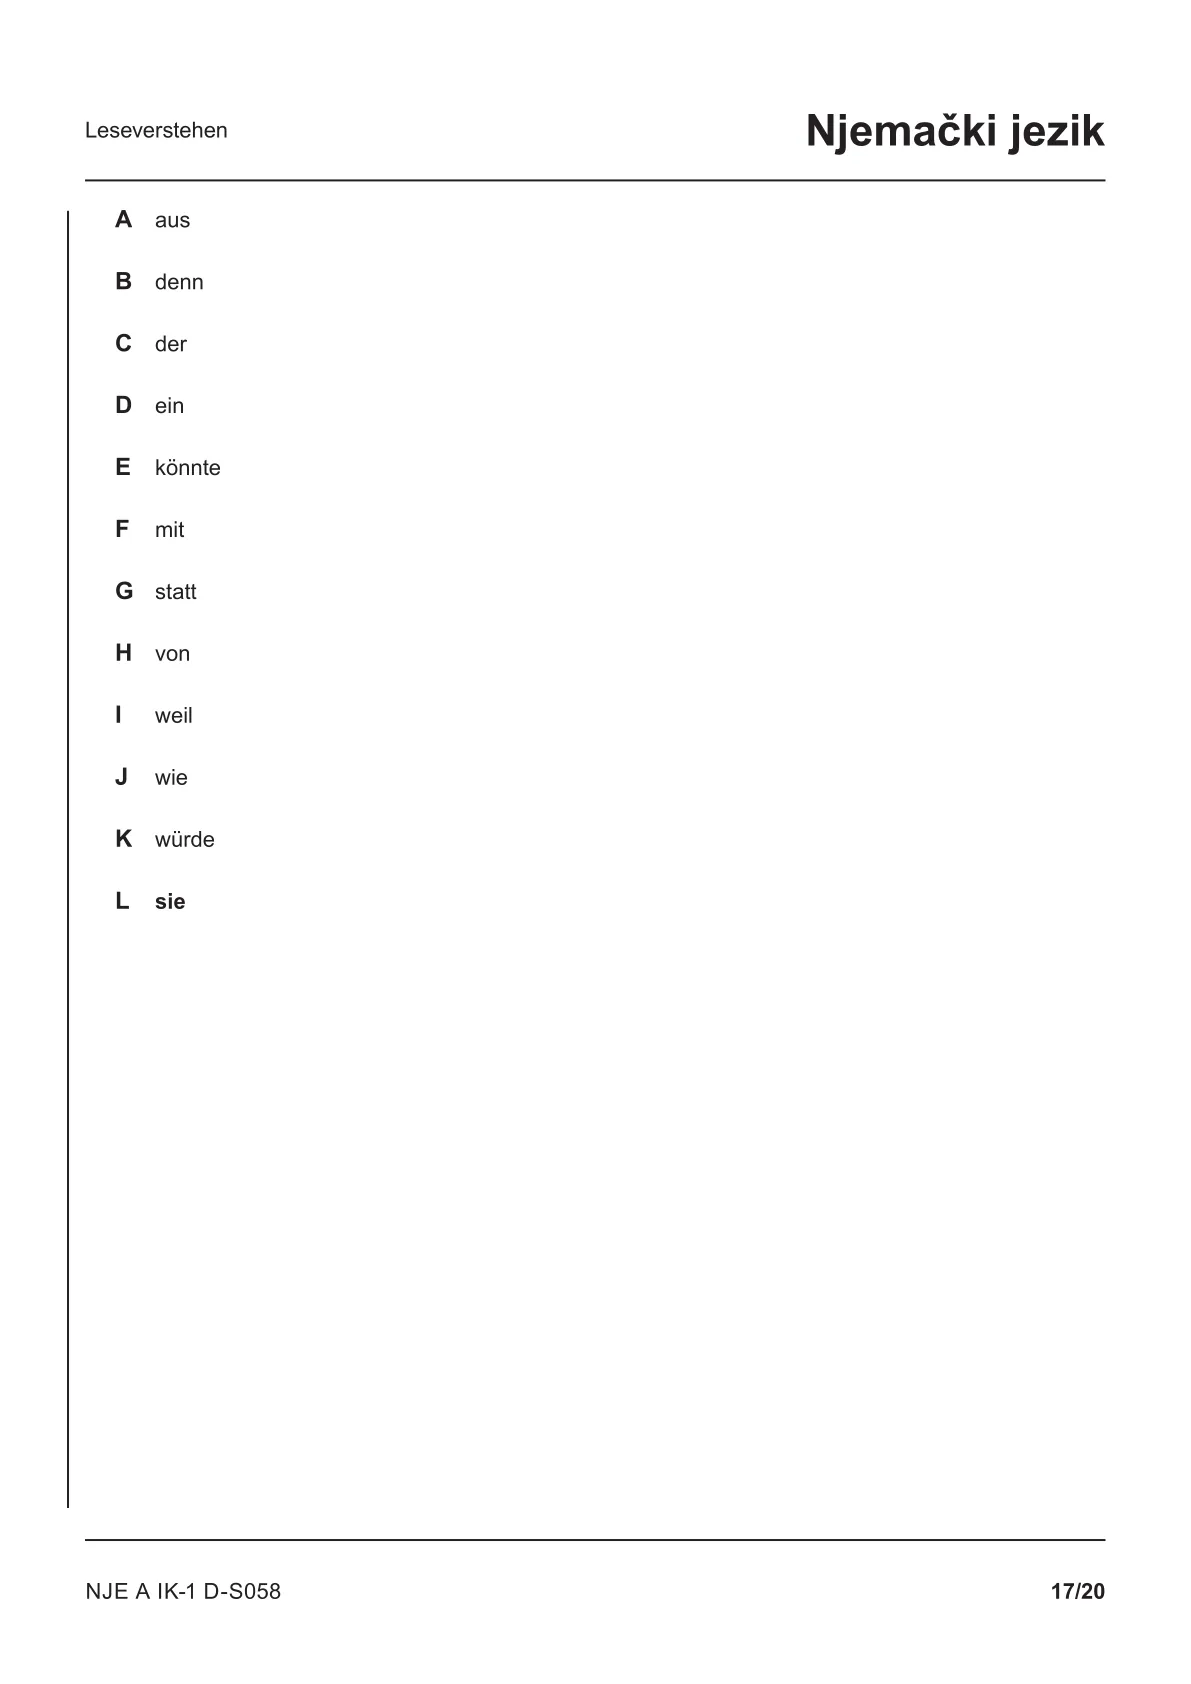 Leseverstehen
Njemački jezik
A aus
B denn
C der
D ein
E könnte
F mit
G statt
H von
I weil
J wie
K würde
L sie
NJE A IK-1 D-S058
17/20